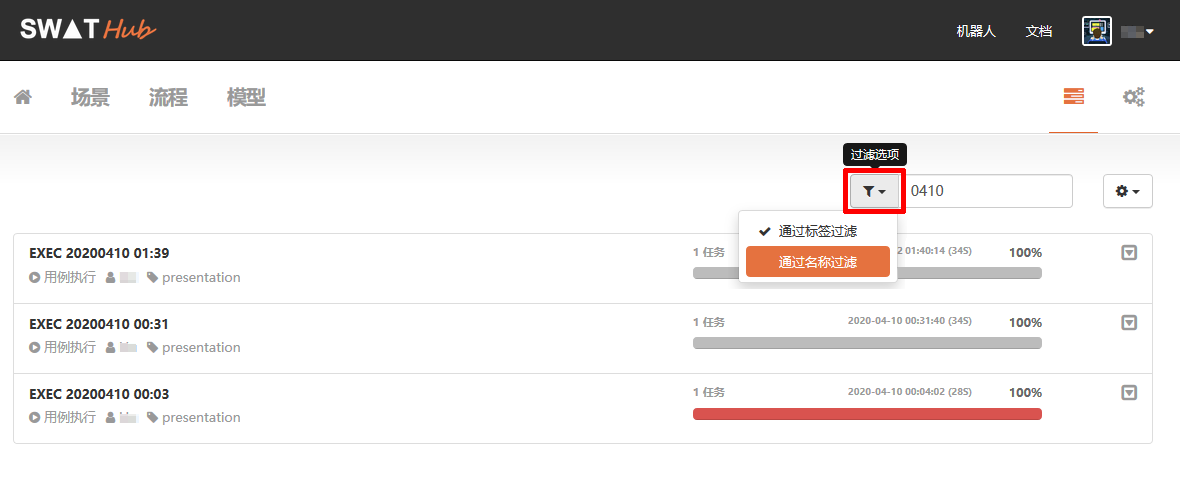 SWAT Hub
机器人 文档
场景 流程 模型
过滤选项
0410
通过标签过滤
通过名称过滤
EXEC 20200410 01:39
1 任务 2 01:40:14 (34S) 100%
用例执行 presentation
EXEC 20200410 00:31
1 任务 2020-04-10 00:31:40 (34S) 100%
用例执行 presentation
EXEC 20200410 00:03
1 任务 2020-04-10 00:04:02 (28S) 100%
用例执行 presentation